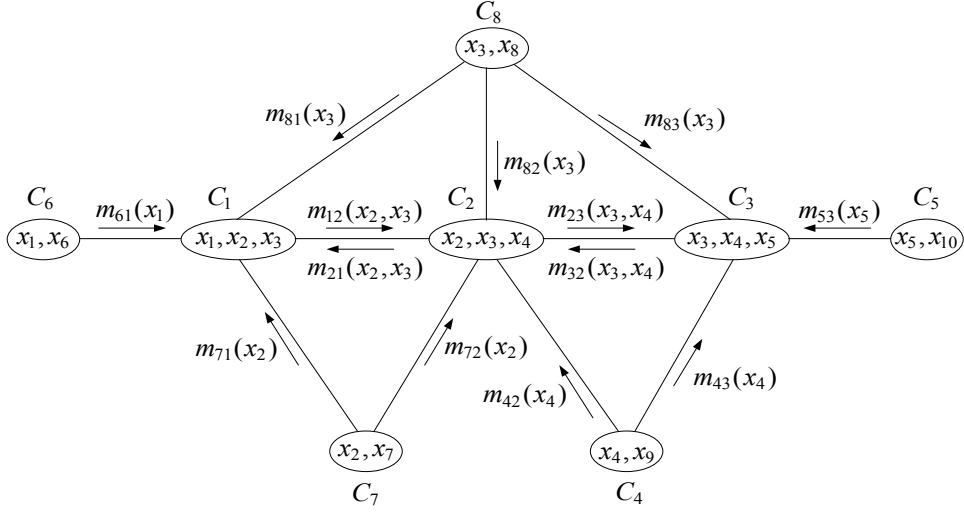 C₈
x₃, x₈
m₈₁(x₃)
m₈₃(x₃)
m₈₂(x₃)
C₆
C₁
C₂
C₃
C₅
m₆₁(x₁)
m₁₂(x₂, x₃)
m₂₃(x₃, x₄)
m₅₃(x₅)
x₁, x₆
x₁, x₂, x₃
x₂, x₃, x₄
x₃, x₄, x₅
x₅, x₁₀
m₂₁(x₂, x₃)
m₃₂(x₃, x₄)
m₇₁(x₂)
m₇₂(x₂)
m₄₂(x₄)
m₄₃(x₄)
x₂, x₇
x₄, x₉
C₇
C₄